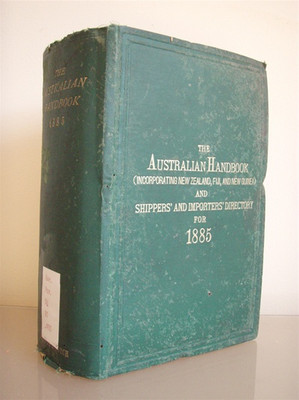 THE
AUSTRALIAN
HANDBOOK
1885
THE
AUSTRALIAN HANDBOOK
(INCORPORATING NEW ZEALAND, FIJI, AND NEW GUINEA)
AND
SHIPPERS' AND IMPORTERS' DIRECTORY
FOR
1885